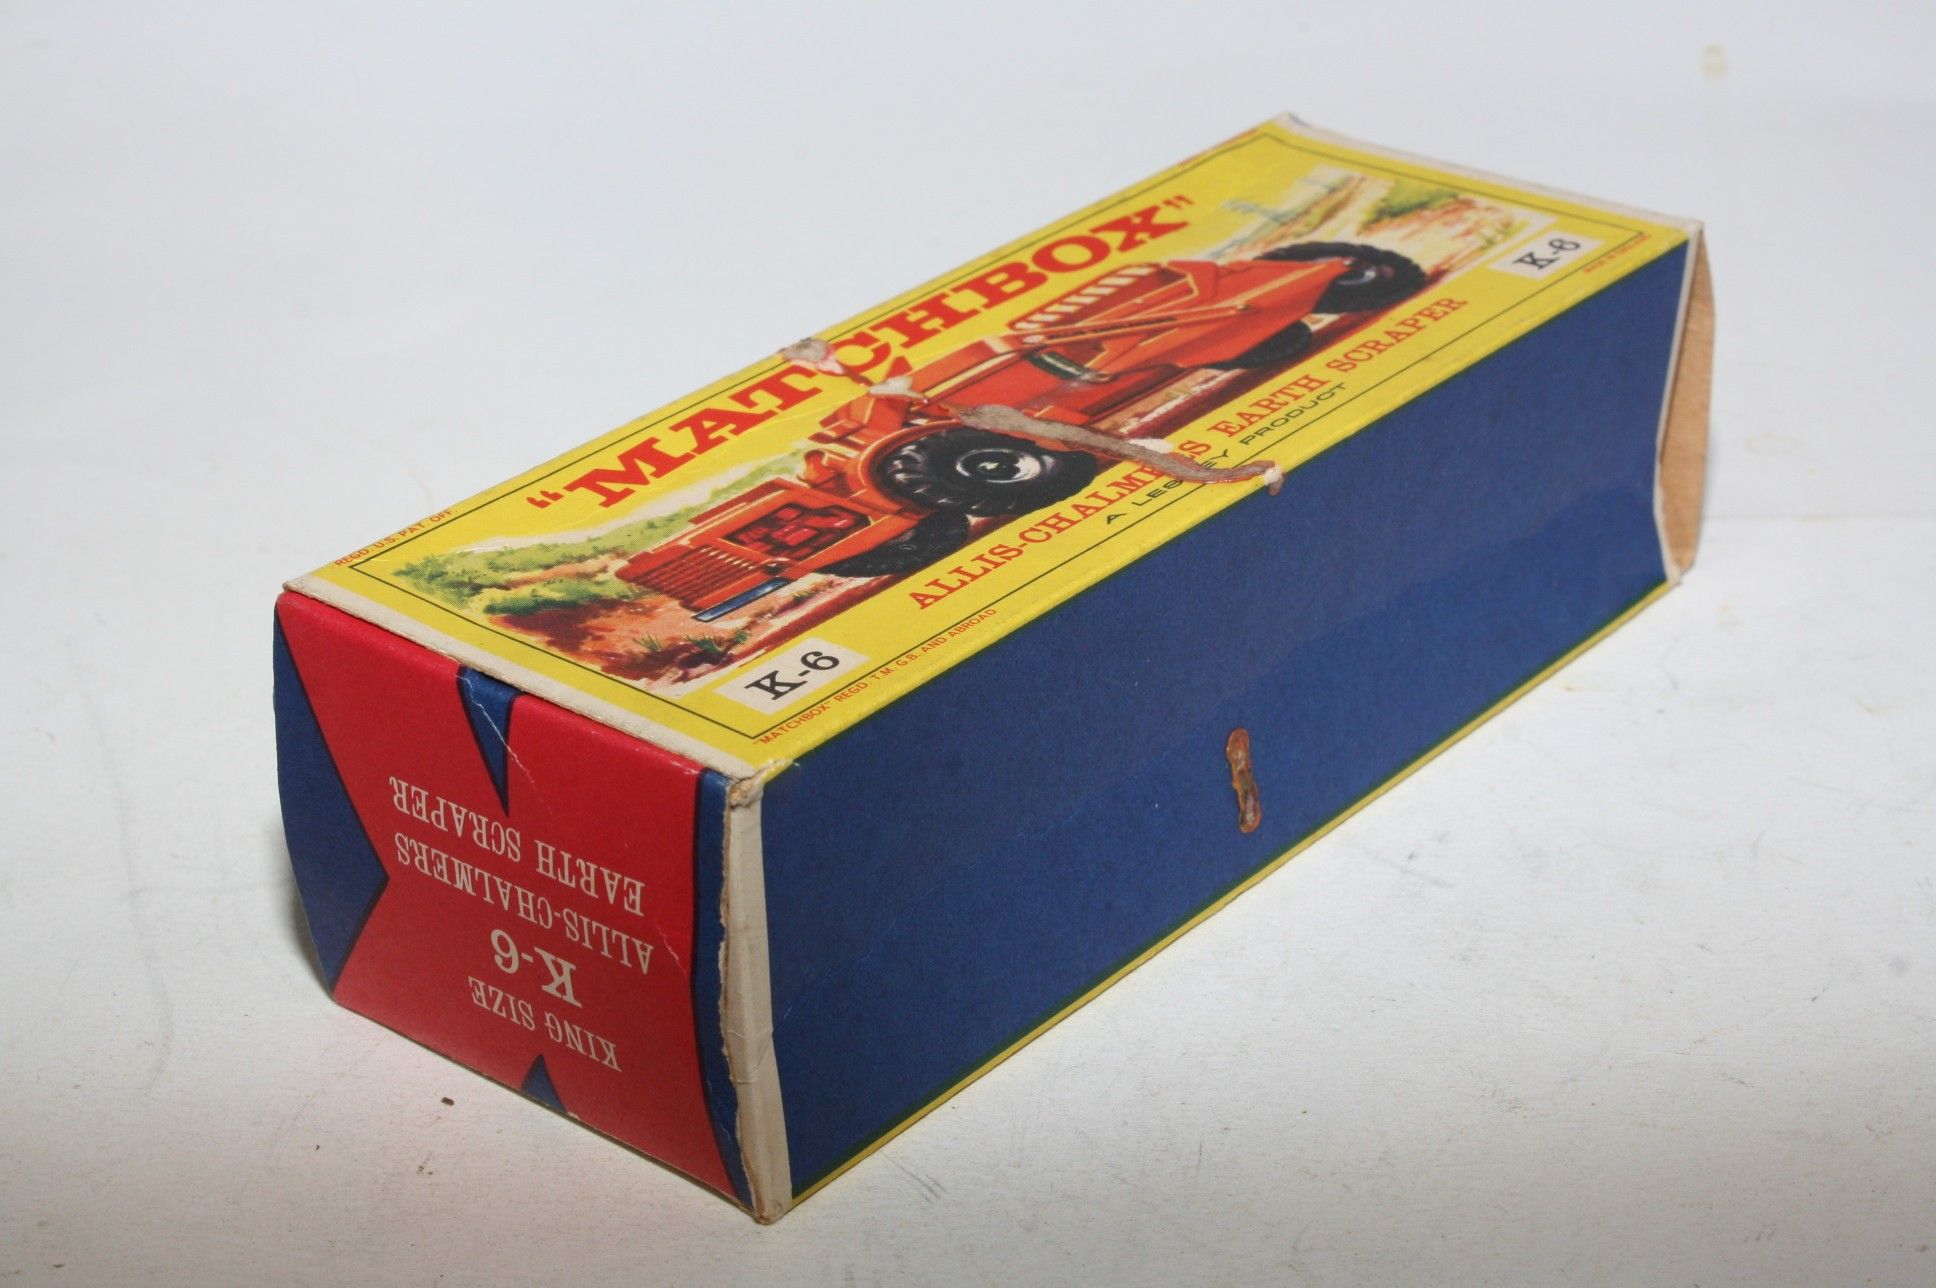 REGD. U.S. PAT. OFF.
"MATCHBOX"
K-6
ALLIS-CHALMERS EARTH SCRAPER
A LESNEY PRODUCT
K-6
"MATCHBOX" REGD. T.M. G.B. AND ABROAD
KING SIZE
K-6
ALLIS-CHALMERS
EARTH SCRAPER